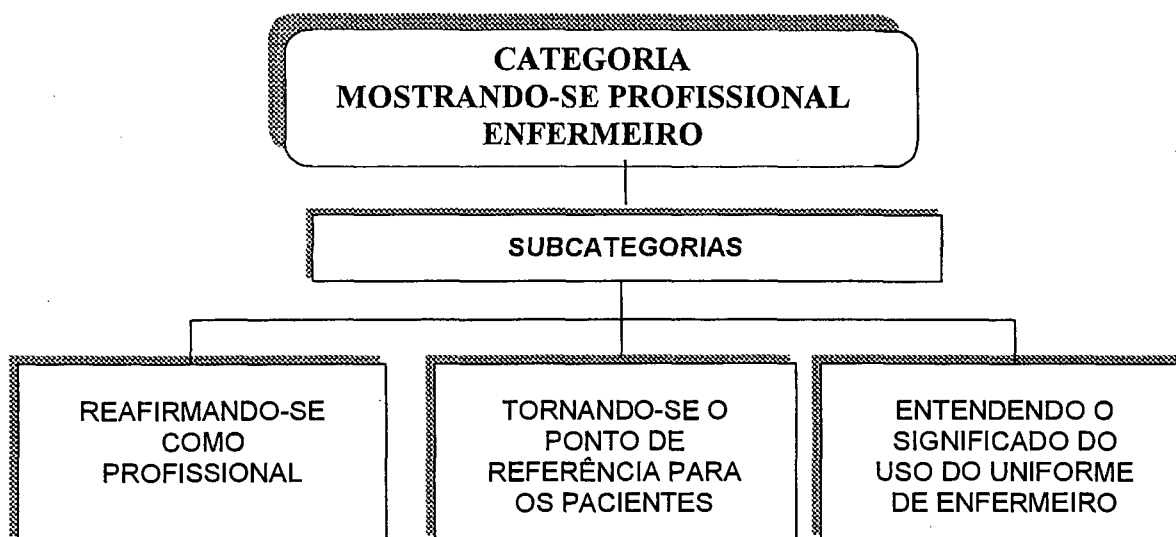 CATEGORIA
MOSTRANDO-SE PROFISSIONAL
ENFERMEIRO
SUBCATEGORIAS
REAFIRMANDO-SE
COMO
PROFISSIONAL
TORNANDO-SE O
PONTO DE
REFERÊNCIA PARA
OS PACIENTES
ENTENDENDO O
SIGNIFICADO DO
USO DO UNIFORME
DE ENFERMEIRO